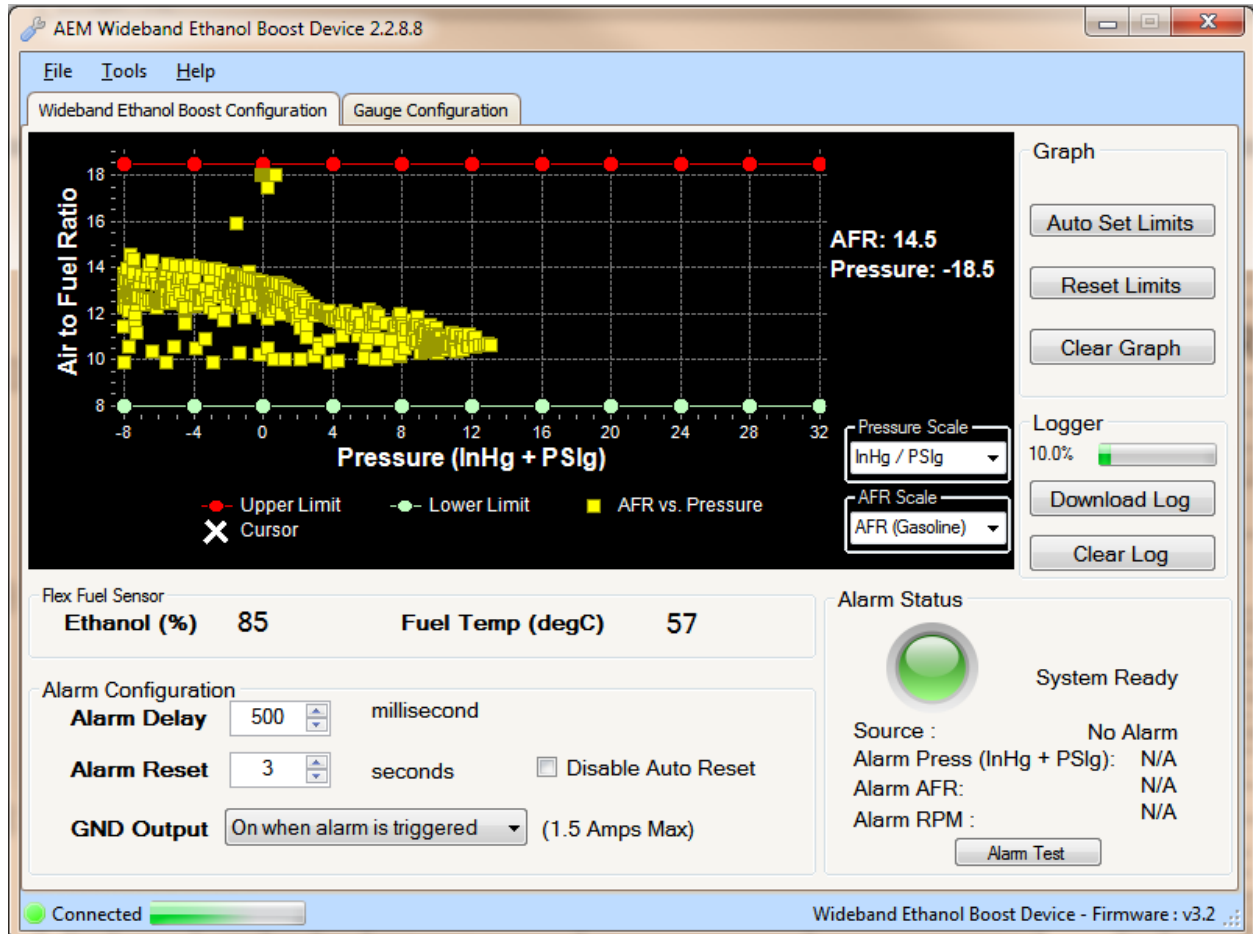 AEM Wideband Ethanol Boost Device 2.2.8.8
File Tools Help
Wideband Ethanol Boost Configuration Gauge Configuration
Air to Fuel Ratio
18
16
14
12
10
8
-8 -4 0 4 8 12 16 20 24 28 32
Pressure (InHg + PSIg)
Upper Limit Lower Limit AFR vs. Pressure
Cursor
AFR: 14.5
Pressure: -18.5
Pressure Scale
InHg / PSIg
AFR Scale
AFR (Gasoline)
Graph
Auto Set Limits
Reset Limits
Clear Graph
Logger
10.0%
Download Log
Clear Log
Flex Fuel Sensor
Ethanol (%) 85 Fuel Temp (degC) 57
Alarm Configuration
Alarm Delay 500 millisecond
Alarm Reset 3 seconds Disable Auto Reset
GND Output On when alarm is triggered (1.5 Amps Max)
Alarm Status
System Ready
Source : No Alarm
Alarm Press (InHg + PSIg): N/A
Alarm AFR: N/A
Alarm RPM : N/A
Alarm Test
Connected Wideband Ethanol Boost Device - Firmware : v3.2